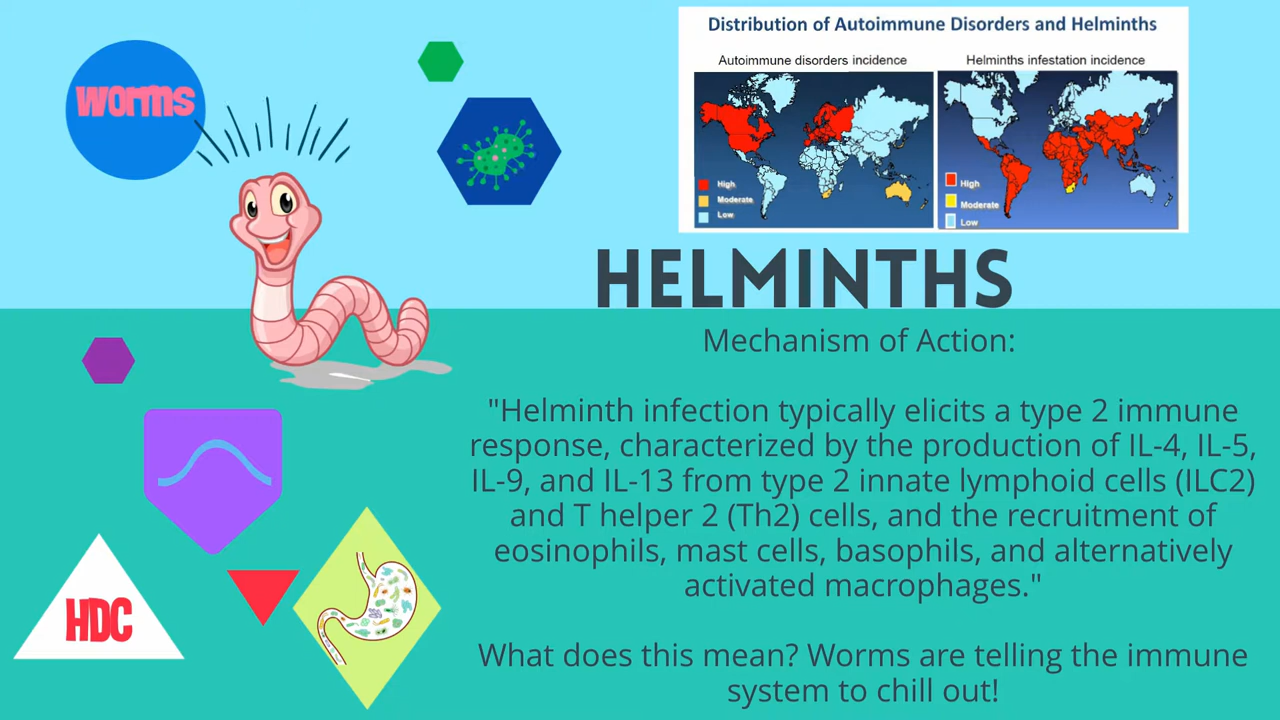 worms
Distribution of Autoimmune Disorders and Helminths
Autoimmune disorders incidence
Helminths infestation incidence
High
Moderate
Low
High
Moderate
Low
HELMINTHS
Mechanism of Action:
"Helminth infection typically elicits a type 2 immune
response, characterized by the production of IL-4, IL-5,
IL-9, and IL-13 from type 2 innate lymphoid cells (ILC2)
and T helper 2 (Th2) cells, and the recruitment of
eosinophils, mast cells, basophils, and alternatively
activated macrophages."
What does this mean? Worms are telling the immune
system to chill out!
HDC